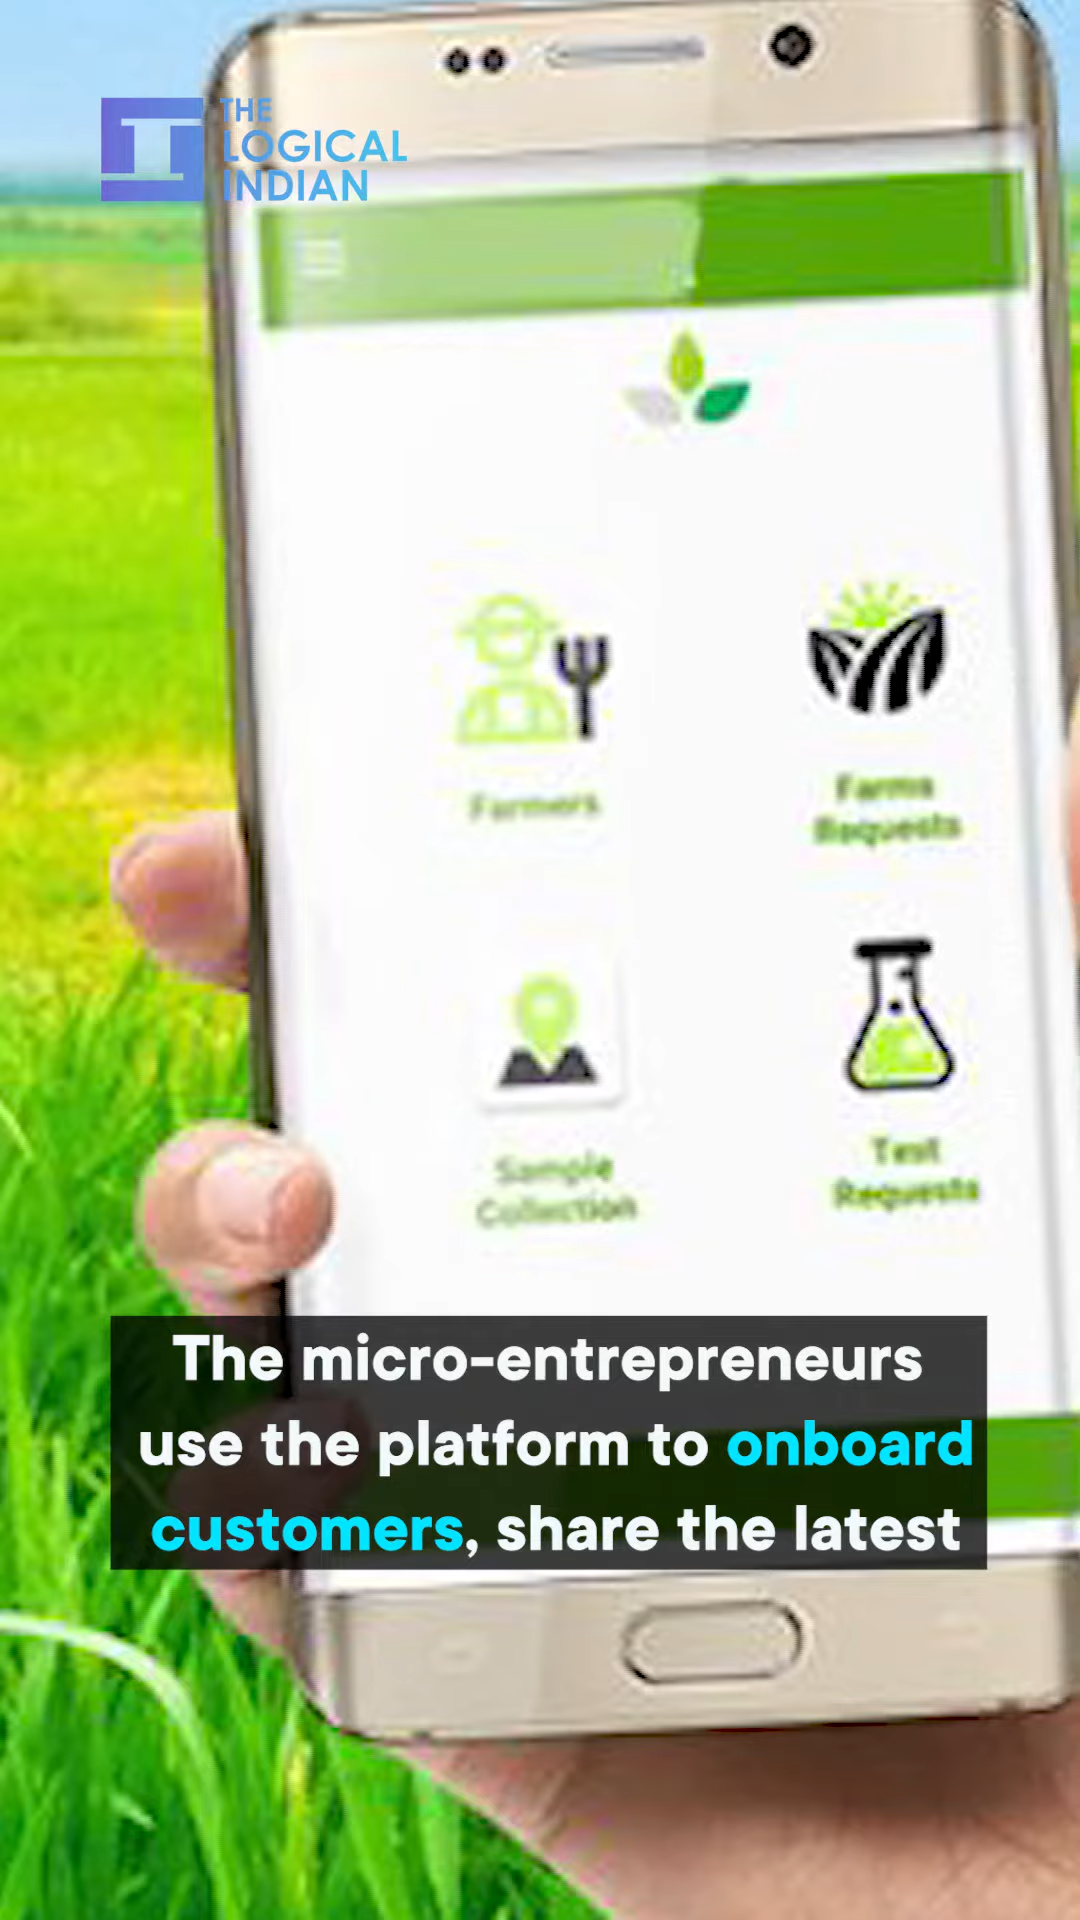 THE
LOGICAL
INDIAN
Farmers
Farms
Requests
Sample
Collection
Test
Requests
The micro-entrepreneurs
use the platform to onboard
customers, share the latest